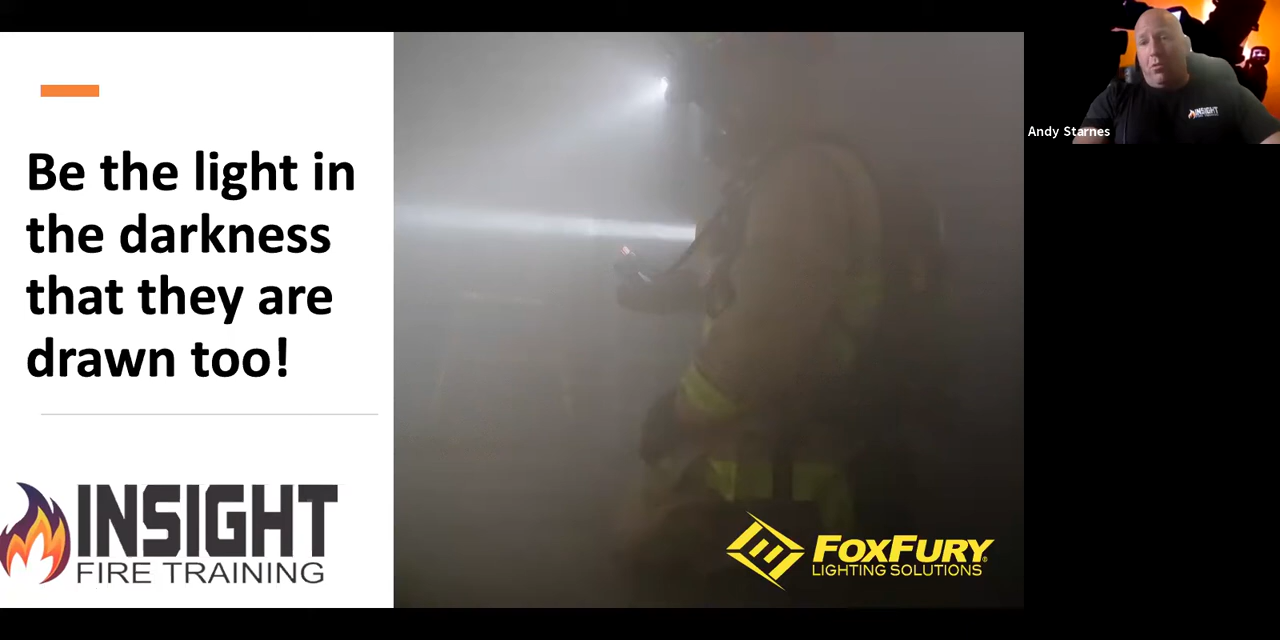 Be the light in
the darkness
that they are
drawn too!
INSIGHT
FIRE TRAINING
FOXFURY®
LIGHTING SOLUTIONS
Andy Starnes
INSIGHT